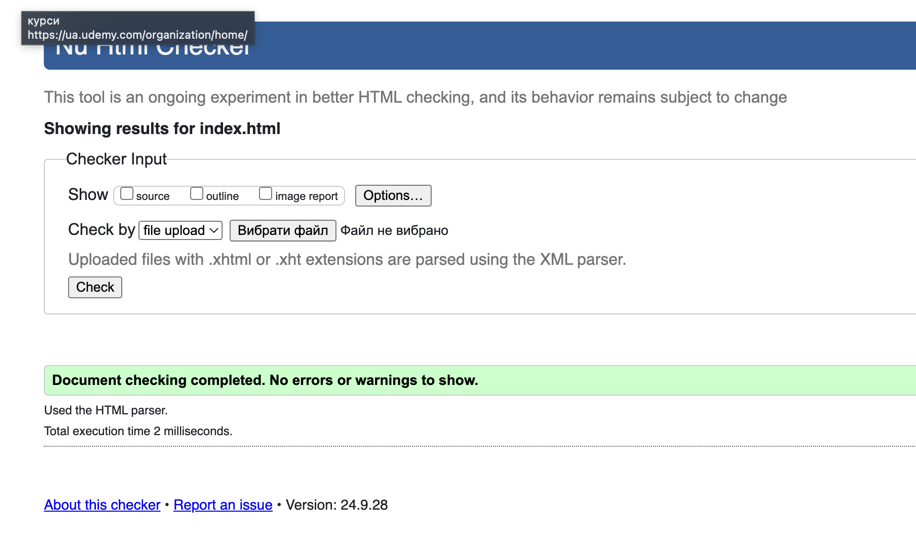 курси
https://ua.udemy.com/organization/home/
Nu Html Checker
This tool is an ongoing experiment in better HTML checking, and its behavior remains subject to change
Showing results for index.html
Checker Input
Show source outline image report Options...
Check by file upload Вибрати файл Файл не вибрано
Uploaded files with .xhtml or .xht extensions are parsed using the XML parser.
Check
Document checking completed. No errors or warnings to show.
Used the HTML parser.
Total execution time 2 milliseconds.
About this checker • Report an issue • Version: 24.9.28